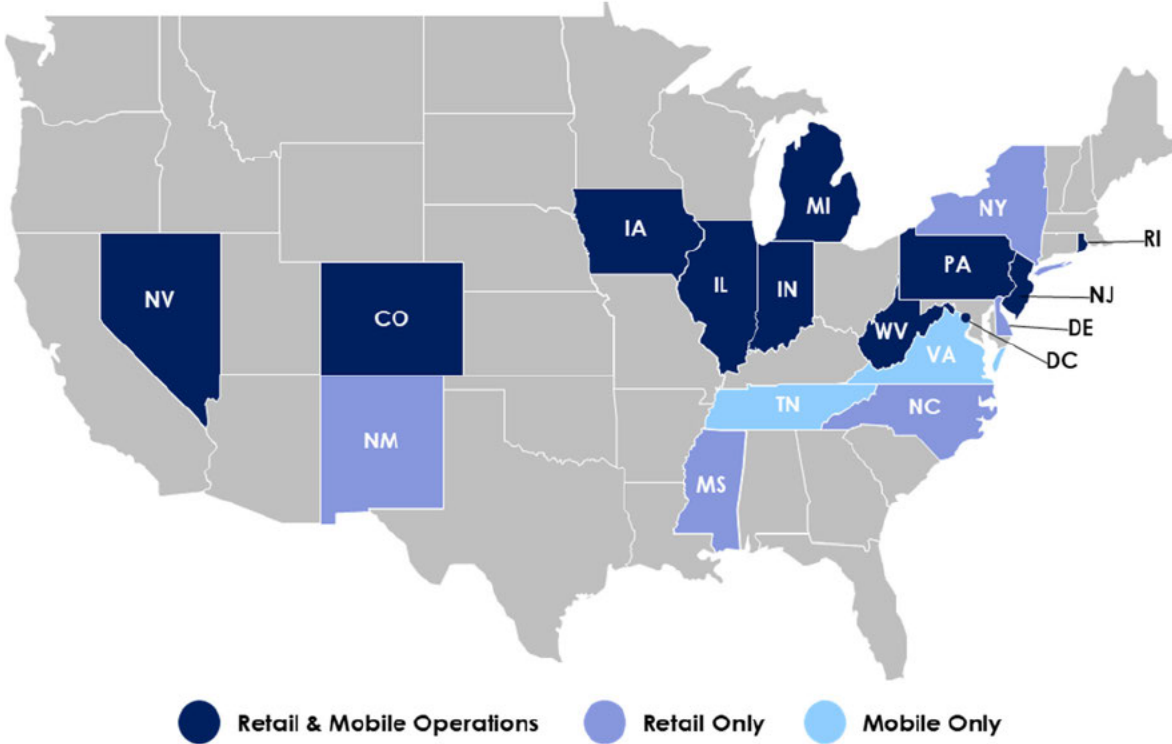 MI
NY
IA
RI
PA
NV
IL
IN
NJ
CO
WV
DE
VA
DC
TN
NC
NM
MS
Retail & Mobile Operations
Retail Only
Mobile Only